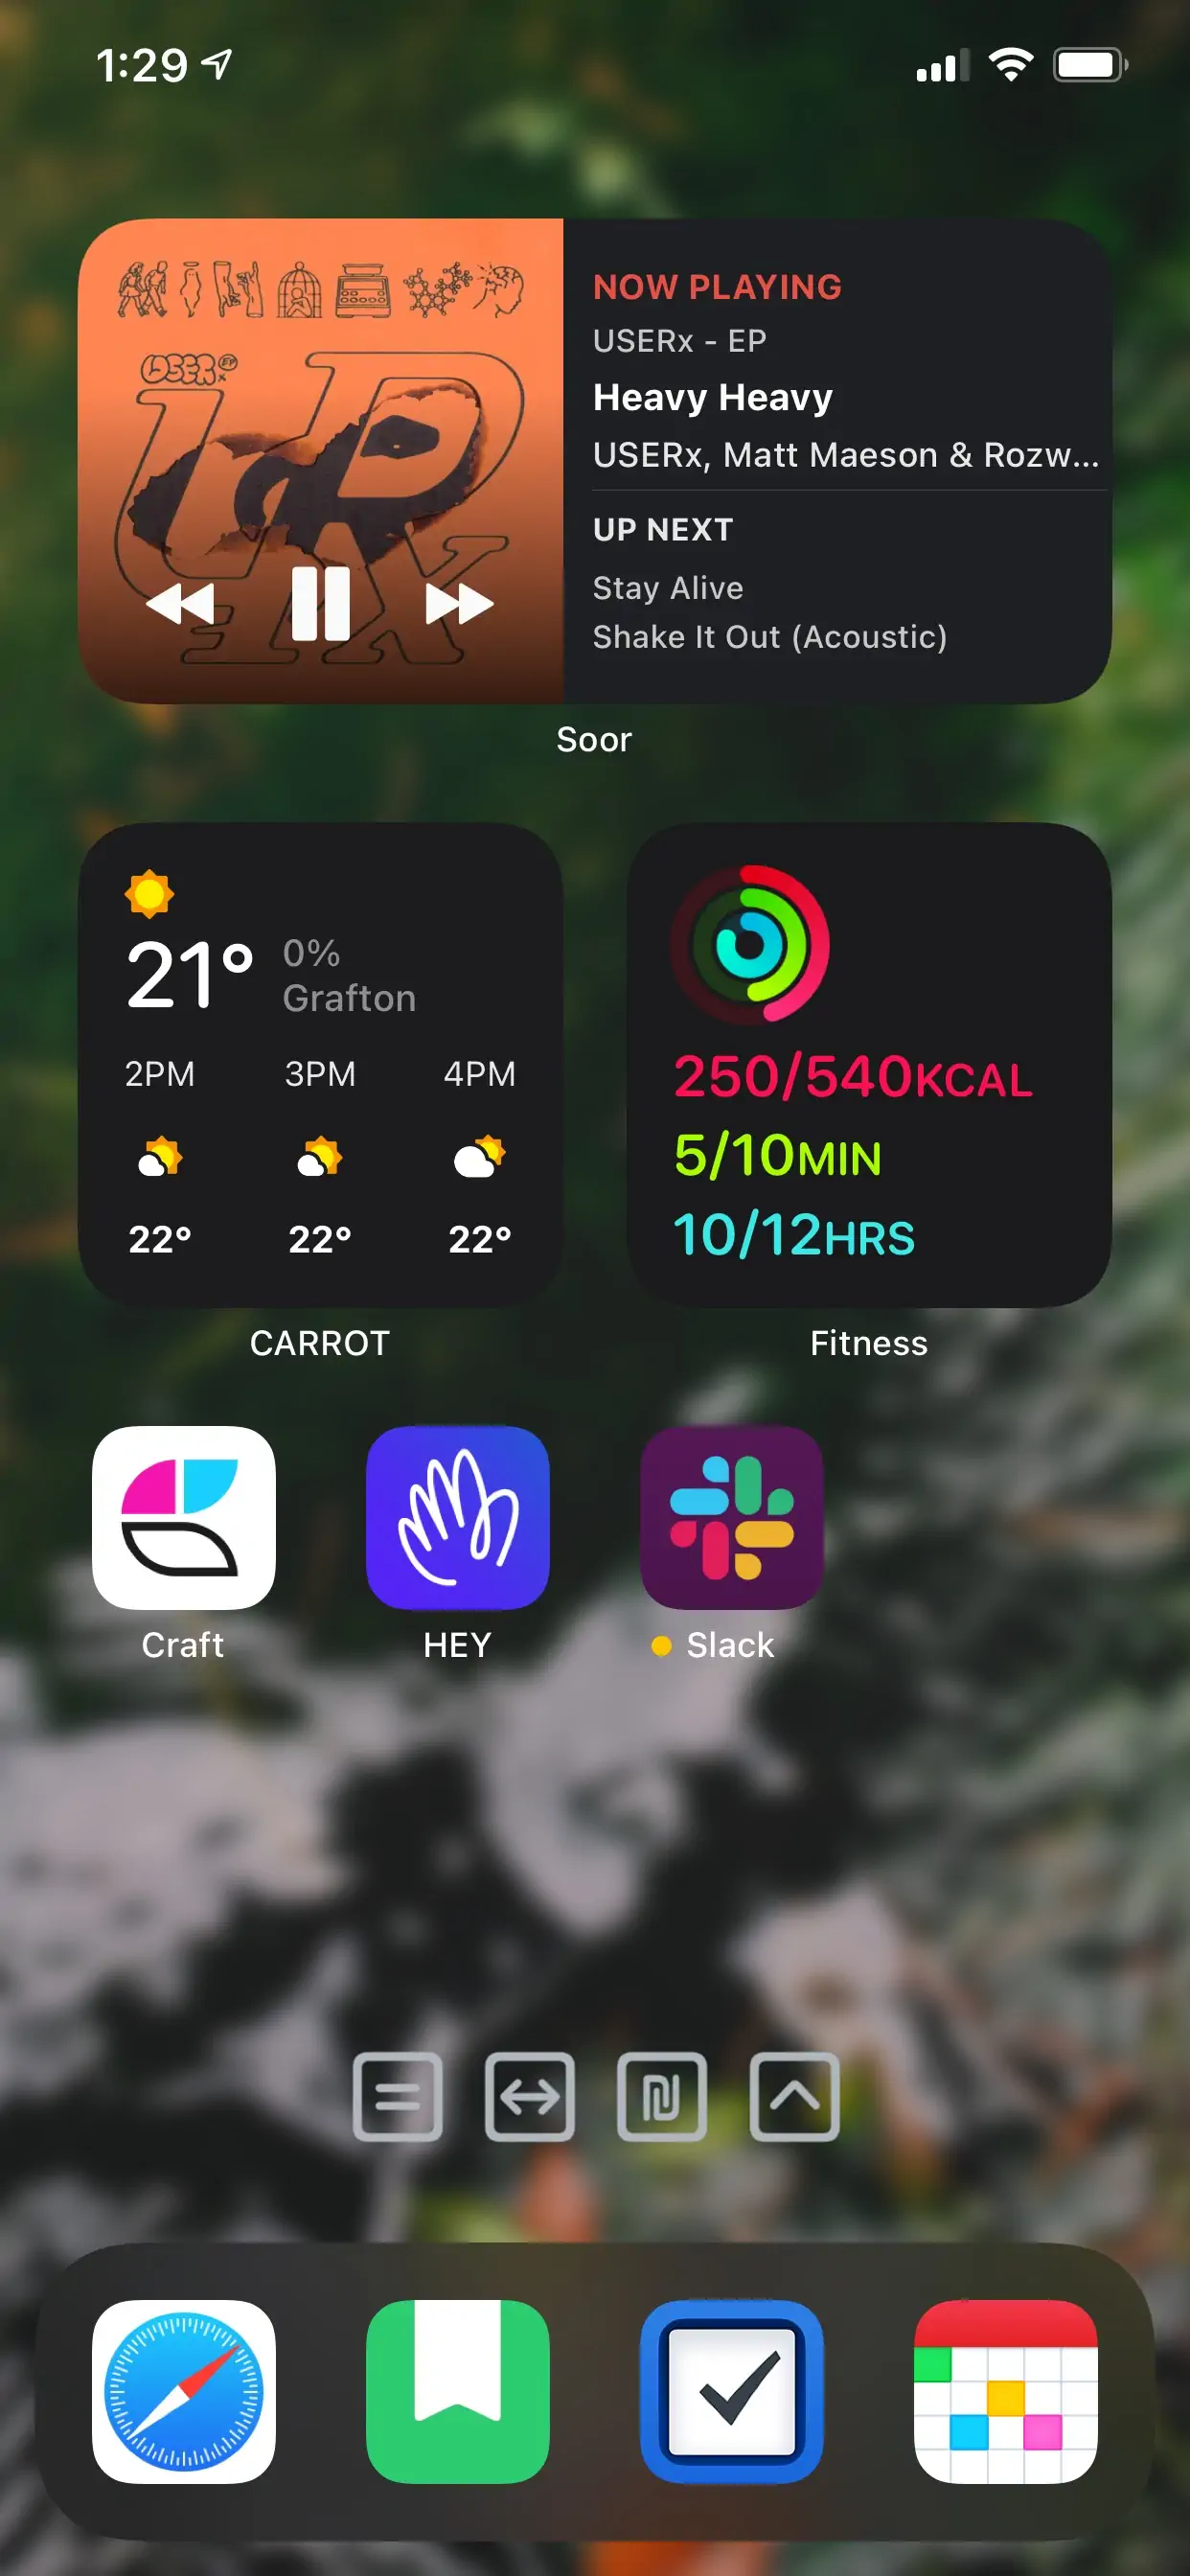 1:29
USERx EP
NOW PLAYING
USERx - EP
Heavy Heavy
USERx, Matt Maeson & Rozw...
UP NEXT
Stay Alive
Shake It Out (Acoustic)
Soor
21° 0%
Grafton
2PM 3PM 4PM
22° 22° 22°
CARROT
250/540KCAL
5/10MIN
10/12HRS
Fitness
Craft HEY Slack